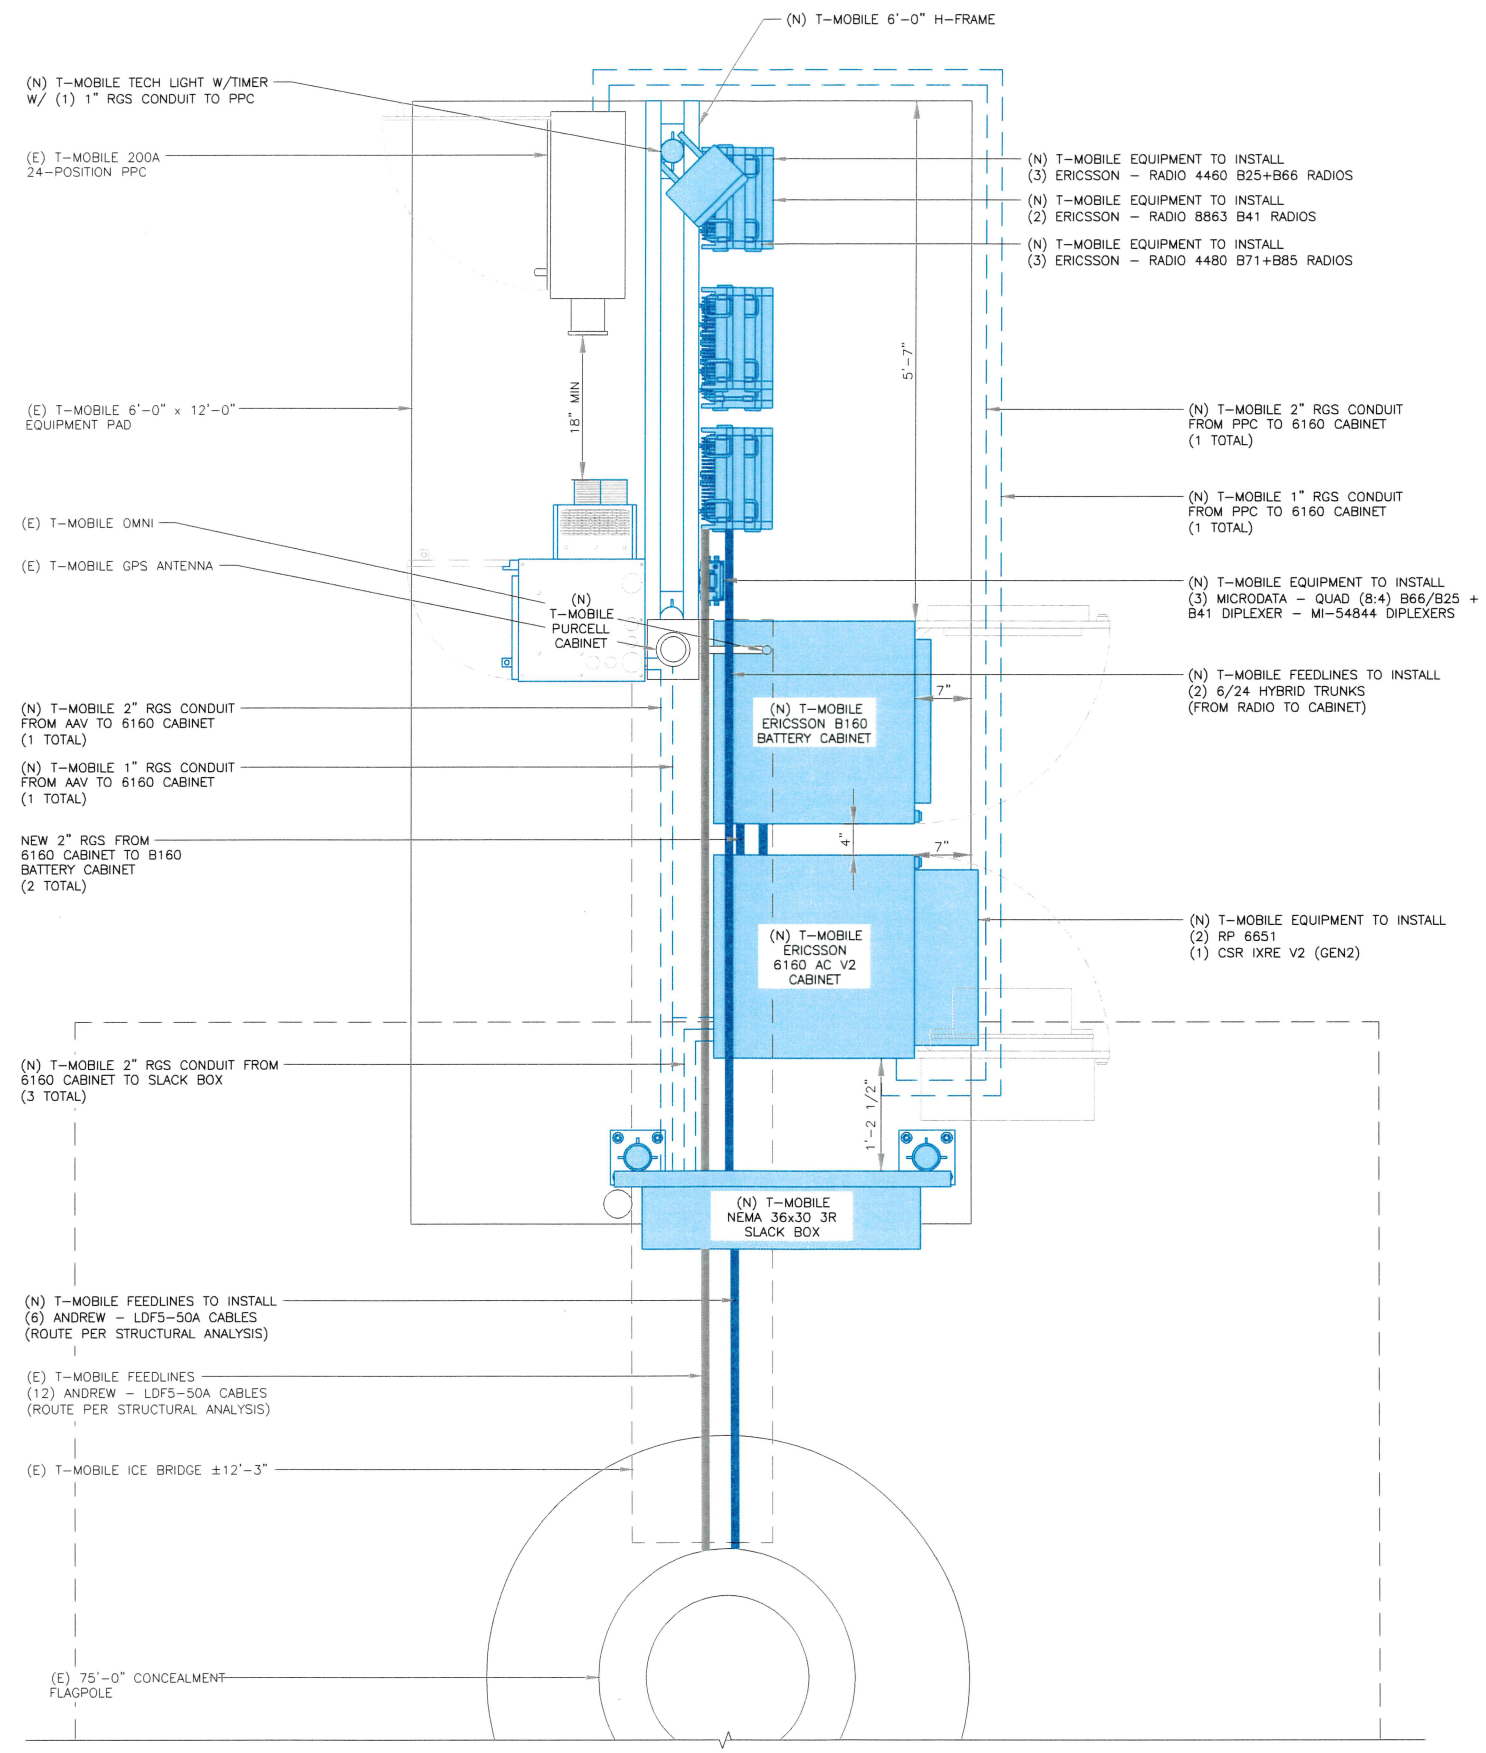 (N) T-MOBILE 6'-0" H-FRAME
(N) T-MOBILE TECH LIGHT W/TIMER
W/ (1) 1" RGS CONDUIT TO PPC
(E) T-MOBILE 200A
24-POSITION PPC
(N) T-MOBILE EQUIPMENT TO INSTALL
(3) ERICSSON - RADIO 4460 B25+B66 RADIOS
(N) T-MOBILE EQUIPMENT TO INSTALL
(2) ERICSSON - RADIO 8863 B41 RADIOS
(N) T-MOBILE EQUIPMENT TO INSTALL
(3) ERICSSON - RADIO 4480 B71+B85 RADIOS
5'-7"
18" MIN
(E) T-MOBILE 6'-0" x 12'-0"
EQUIPMENT PAD
(N) T-MOBILE 2" RGS CONDUIT
FROM PPC TO 6160 CABINET
(1 TOTAL)
(N) T-MOBILE 1" RGS CONDUIT
FROM PPC TO 6160 CABINET
(1 TOTAL)
(E) T-MOBILE OMNI
(E) T-MOBILE GPS ANTENNA
(N)
T-MOBILE
PURCELL
CABINET
(N) T-MOBILE EQUIPMENT TO INSTALL
(3) MICRODATA - QUAD (8:4) B66/B25 +
B41 DIPLEXER - MI-54844 DIPLEXERS
(N) T-MOBILE FEEDLINES TO INSTALL
(2) 6/24 HYBRID TRUNKS
(FROM RADIO TO CABINET)
7"
(N) T-MOBILE
ERICSSON B160
BATTERY CABINET
(N) T-MOBILE 2" RGS CONDUIT
FROM AAV TO 6160 CABINET
(1 TOTAL)
(N) T-MOBILE 1" RGS CONDUIT
FROM AAV TO 6160 CABINET
(1 TOTAL)
NEW 2" RGS FROM
6160 CABINET TO B160
BATTERY CABINET
(2 TOTAL)
4"
7"
(N) T-MOBILE
ERICSSON
6160 AC V2
CABINET
(N) T-MOBILE EQUIPMENT TO INSTALL
(2) RP 6651
(1) CSR IXRE V2 (GEN2)
(N) T-MOBILE 2" RGS CONDUIT FROM
6160 CABINET TO SLACK BOX
(3 TOTAL)
1'-2 1/2"
(N) T-MOBILE
NEMA 36x30 3R
SLACK BOX
(N) T-MOBILE FEEDLINES TO INSTALL
(6) ANDREW - LDF5-50A CABLES
(ROUTE PER STRUCTURAL ANALYSIS)
(E) T-MOBILE FEEDLINES
(12) ANDREW - LDF5-50A CABLES
(ROUTE PER STRUCTURAL ANALYSIS)
(E) T-MOBILE ICE BRIDGE ±12'-3"
(E) 75'-0" CONCEALMENT
FLAGPOLE